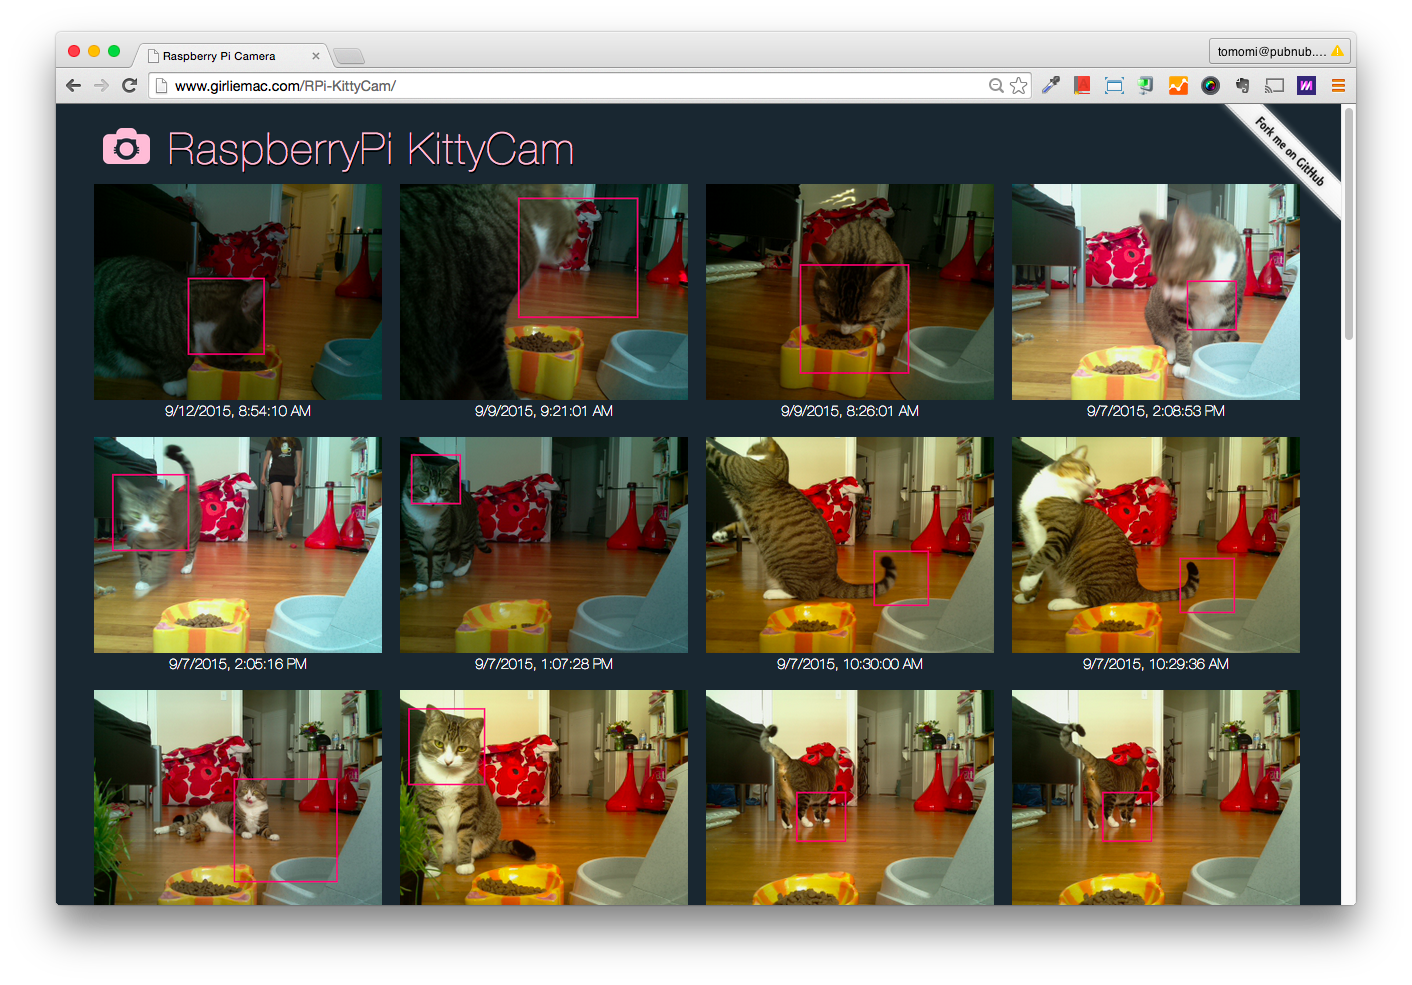 Raspberry Pi Camera
tomomi@pubnub....
www.girliemac.com/RPi-KittyCam/
Fork me on GitHub
RaspberryPi KittyCam
9/12/2015, 8:54:10 AM
9/9/2015, 9:21:01 AM
9/9/2015, 8:26:01 AM
9/7/2015, 2:08:53 PM
9/7/2015, 2:05:16 PM
9/7/2015, 1:07:28 PM
9/7/2015, 10:30:00 AM
9/7/2015, 10:29:36 AM